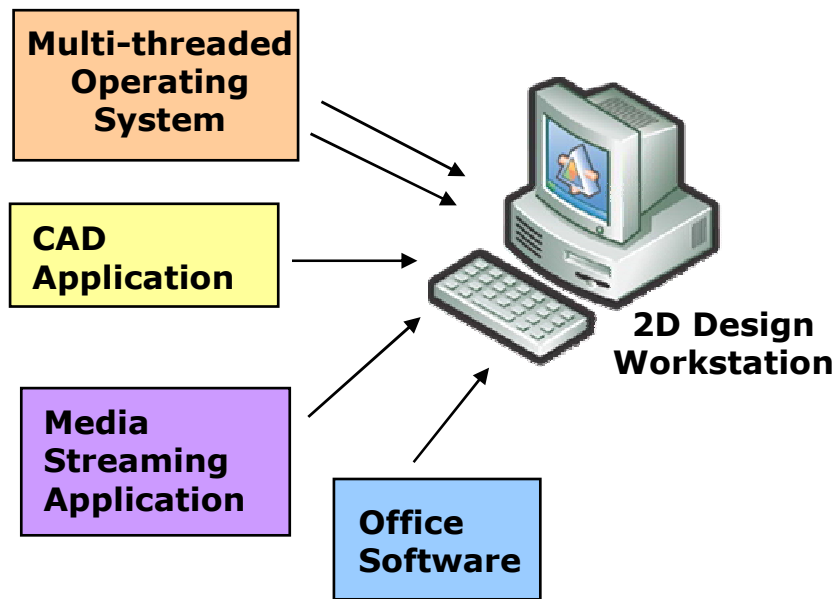 Multi-threaded
Operating
System
CAD
Application
2D Design
Workstation
Media
Streaming
Application
Office
Software